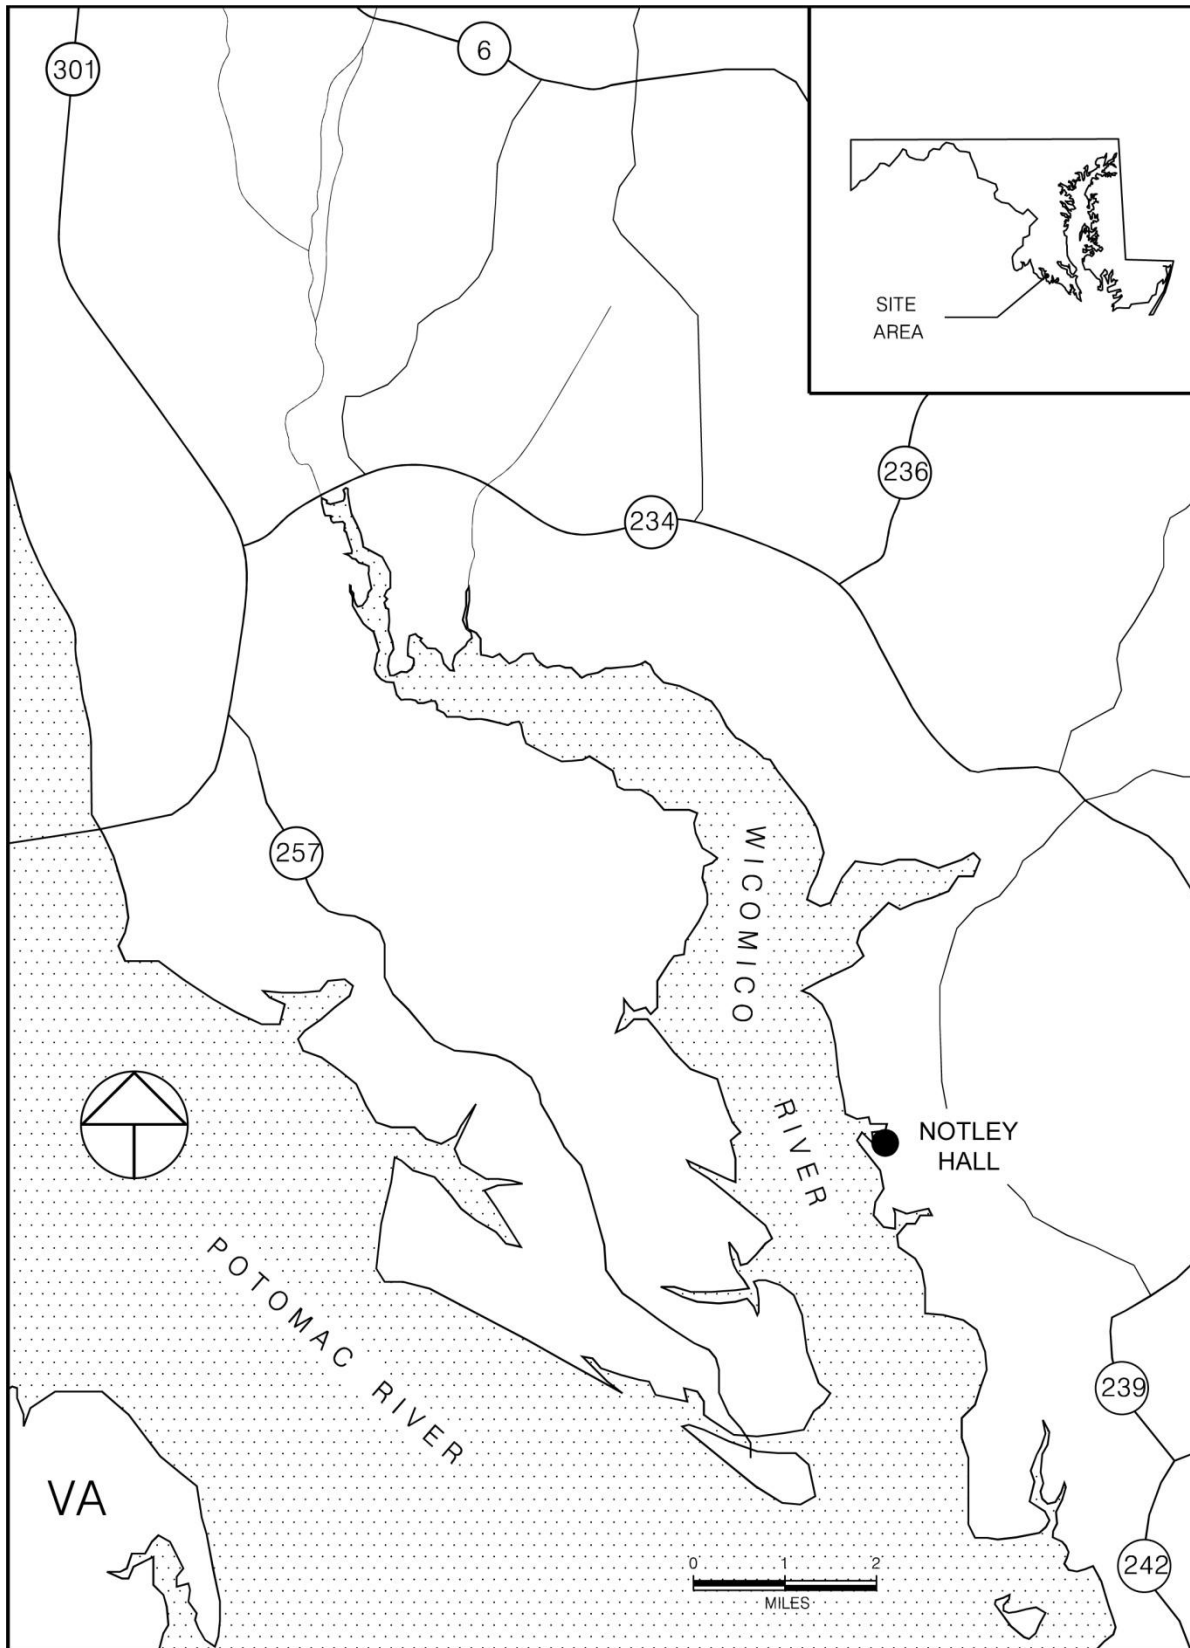 301
6
SITE
AREA
236
234
257
WICOMICO
RIVER
NOTLEY
HALL
POTOMAC RIVER
239
VA
242
0 1 2
MILES